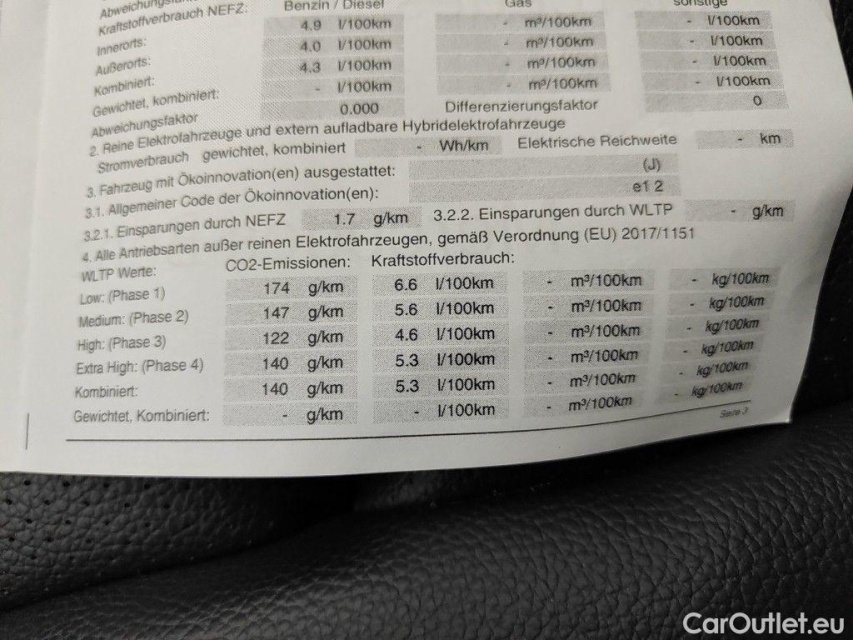 Benzin / Diesel Gas sonstige
Kraftstoffverbrauch NEFZ:
Innerorts: 4.9 l/100km - m³/100km - l/100km
Außerorts: 4.0 l/100km - m³/100km - l/100km
Kombiniert: 4.3 l/100km - m³/100km - l/100km
Gewichtet, kombiniert: - l/100km - m³/100km - l/100km
Abweichungsfaktor 0,000 Differenzierungsfaktor 0
2. Reine Elektrofahrzeuge und extern aufladbare Hybridelektrofahrzeuge
Stromverbrauch gewichtet, kombiniert - Wh/km Elektrische Reichweite - km
3. Fahrzeug mit Ökoinnovation(en) ausgestattet: (J)
3.1. Allgemeiner Code der Ökoinnovation(en): e1 2
3.2.1. Einsparungen durch NEFZ 1.7 g/km 3.2.2. Einsparungen durch WLTP - g/km
4. Alle Antriebsarten außer reinen Elektrofahrzeugen, gemäß Verordnung (EU) 2017/1151
WLTP Werte: CO2-Emissionen: Kraftstoffverbrauch:
Low: (Phase 1) 174 g/km 6.6 l/100km - m³/100km - kg/100km
Medium: (Phase 2) 147 g/km 5.6 l/100km - m³/100km - kg/100km
High: (Phase 3) 122 g/km 4.6 l/100km - m³/100km - kg/100km
Extra High: (Phase 4) 140 g/km 5.3 l/100km - m³/100km - kg/100km
Kombiniert: 140 g/km 5.3 l/100km - m³/100km - kg/100km
Gewichtet, Kombiniert: - g/km - l/100km - m³/100km - kg/100km
Seite 3
CarOutlet.eu